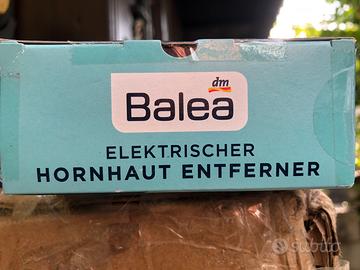 dm
Balea
ELEKTRISCHER
HORNHAUT ENTFERNER
subito